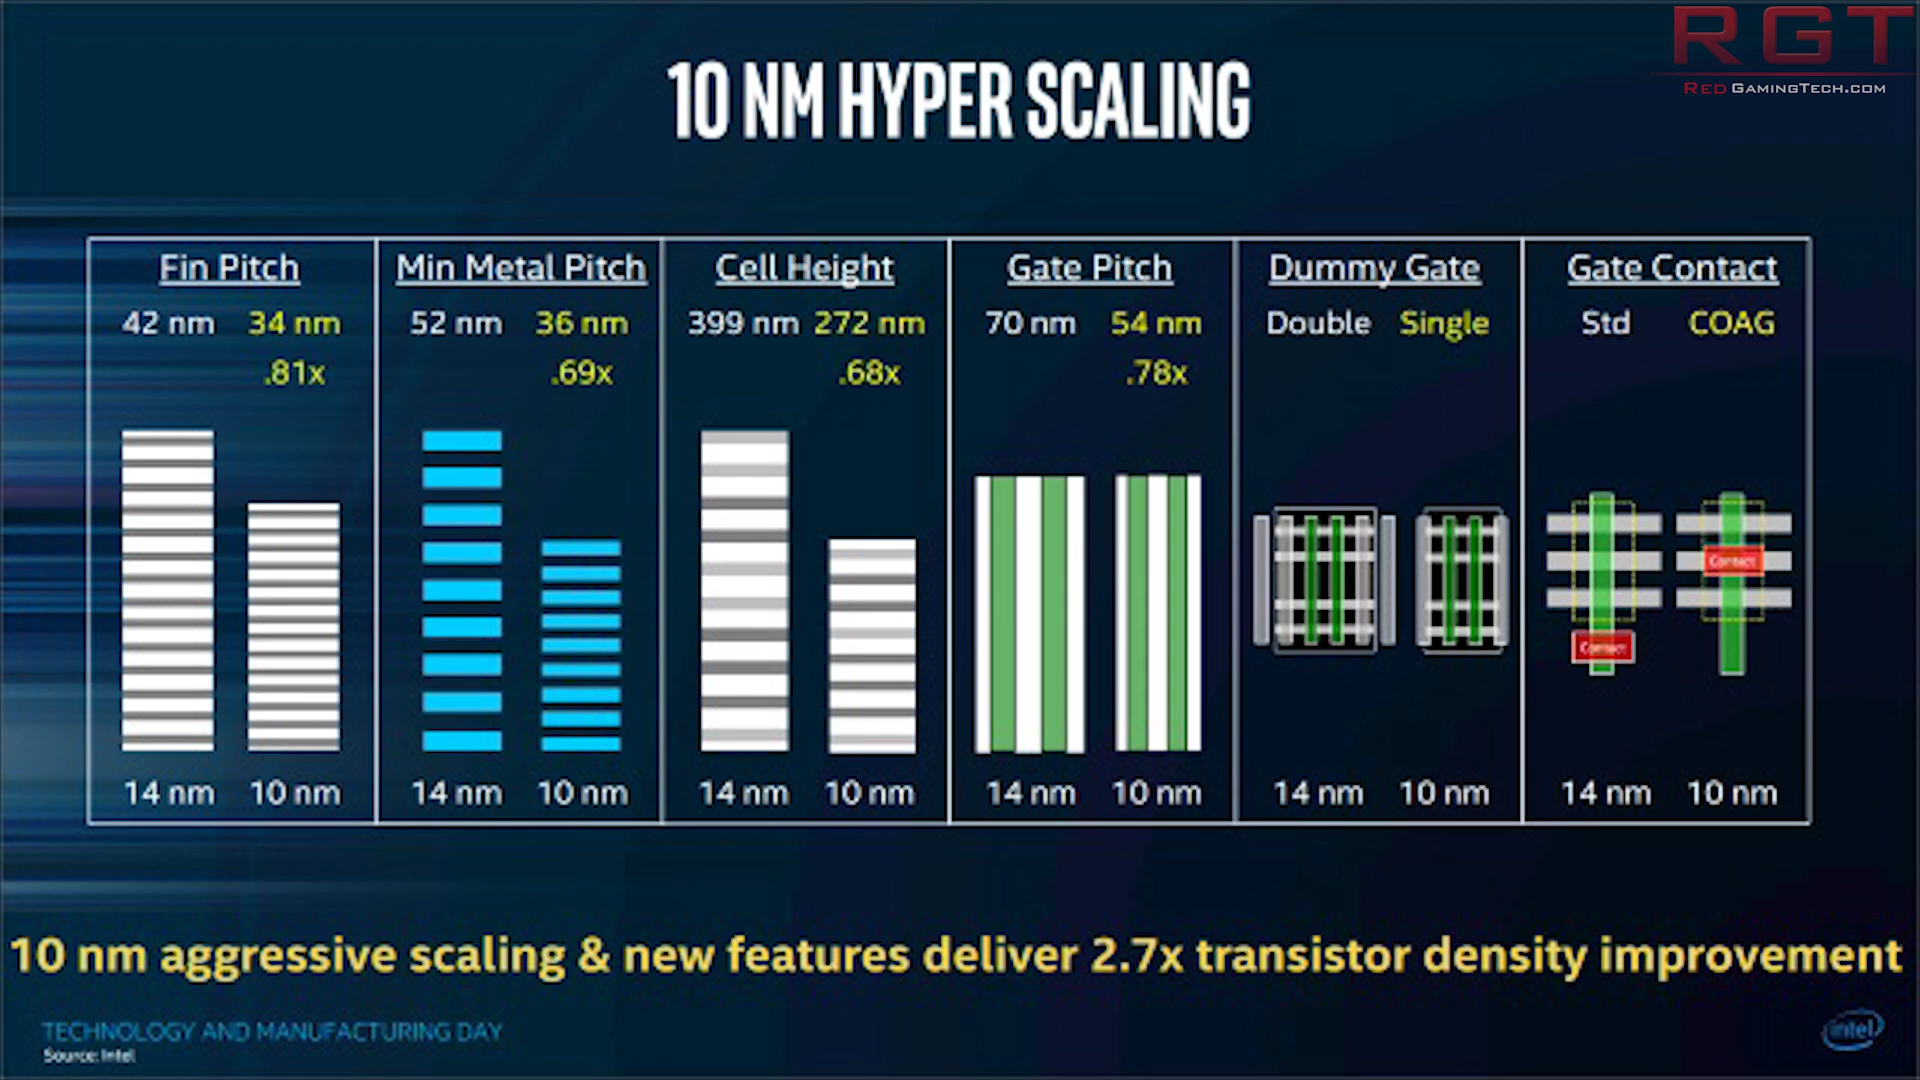 RGT
RedGamingTech.com
10 NM HYPER SCALING
Fin Pitch
42 nm 34 nm
.81x
14 nm 10 nm
Min Metal Pitch
52 nm 36 nm
.69x
14 nm 10 nm
Cell Height
399 nm 272 nm
.68x
14 nm 10 nm
Gate Pitch
70 nm 54 nm
.78x
14 nm 10 nm
Dummy Gate
Double Single
14 nm 10 nm
Gate Contact
Std COAG
Contact
Contact
14 nm 10 nm
10 nm aggressive scaling & new features deliver 2.7x transistor density improvement
TECHNOLOGY AND MANUFACTURING DAY
Source: Intel
intel